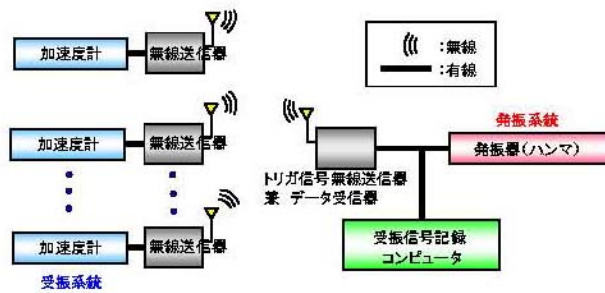 加速度計
無線送信器
:無線
:有線
加速度計
無線送信器
発振系統
発振器(ハンマ)
トリガ信号無線送信器
兼 データ受信器
加速度計
無線送信器
受振信号記録
コンピュータ
受振系統